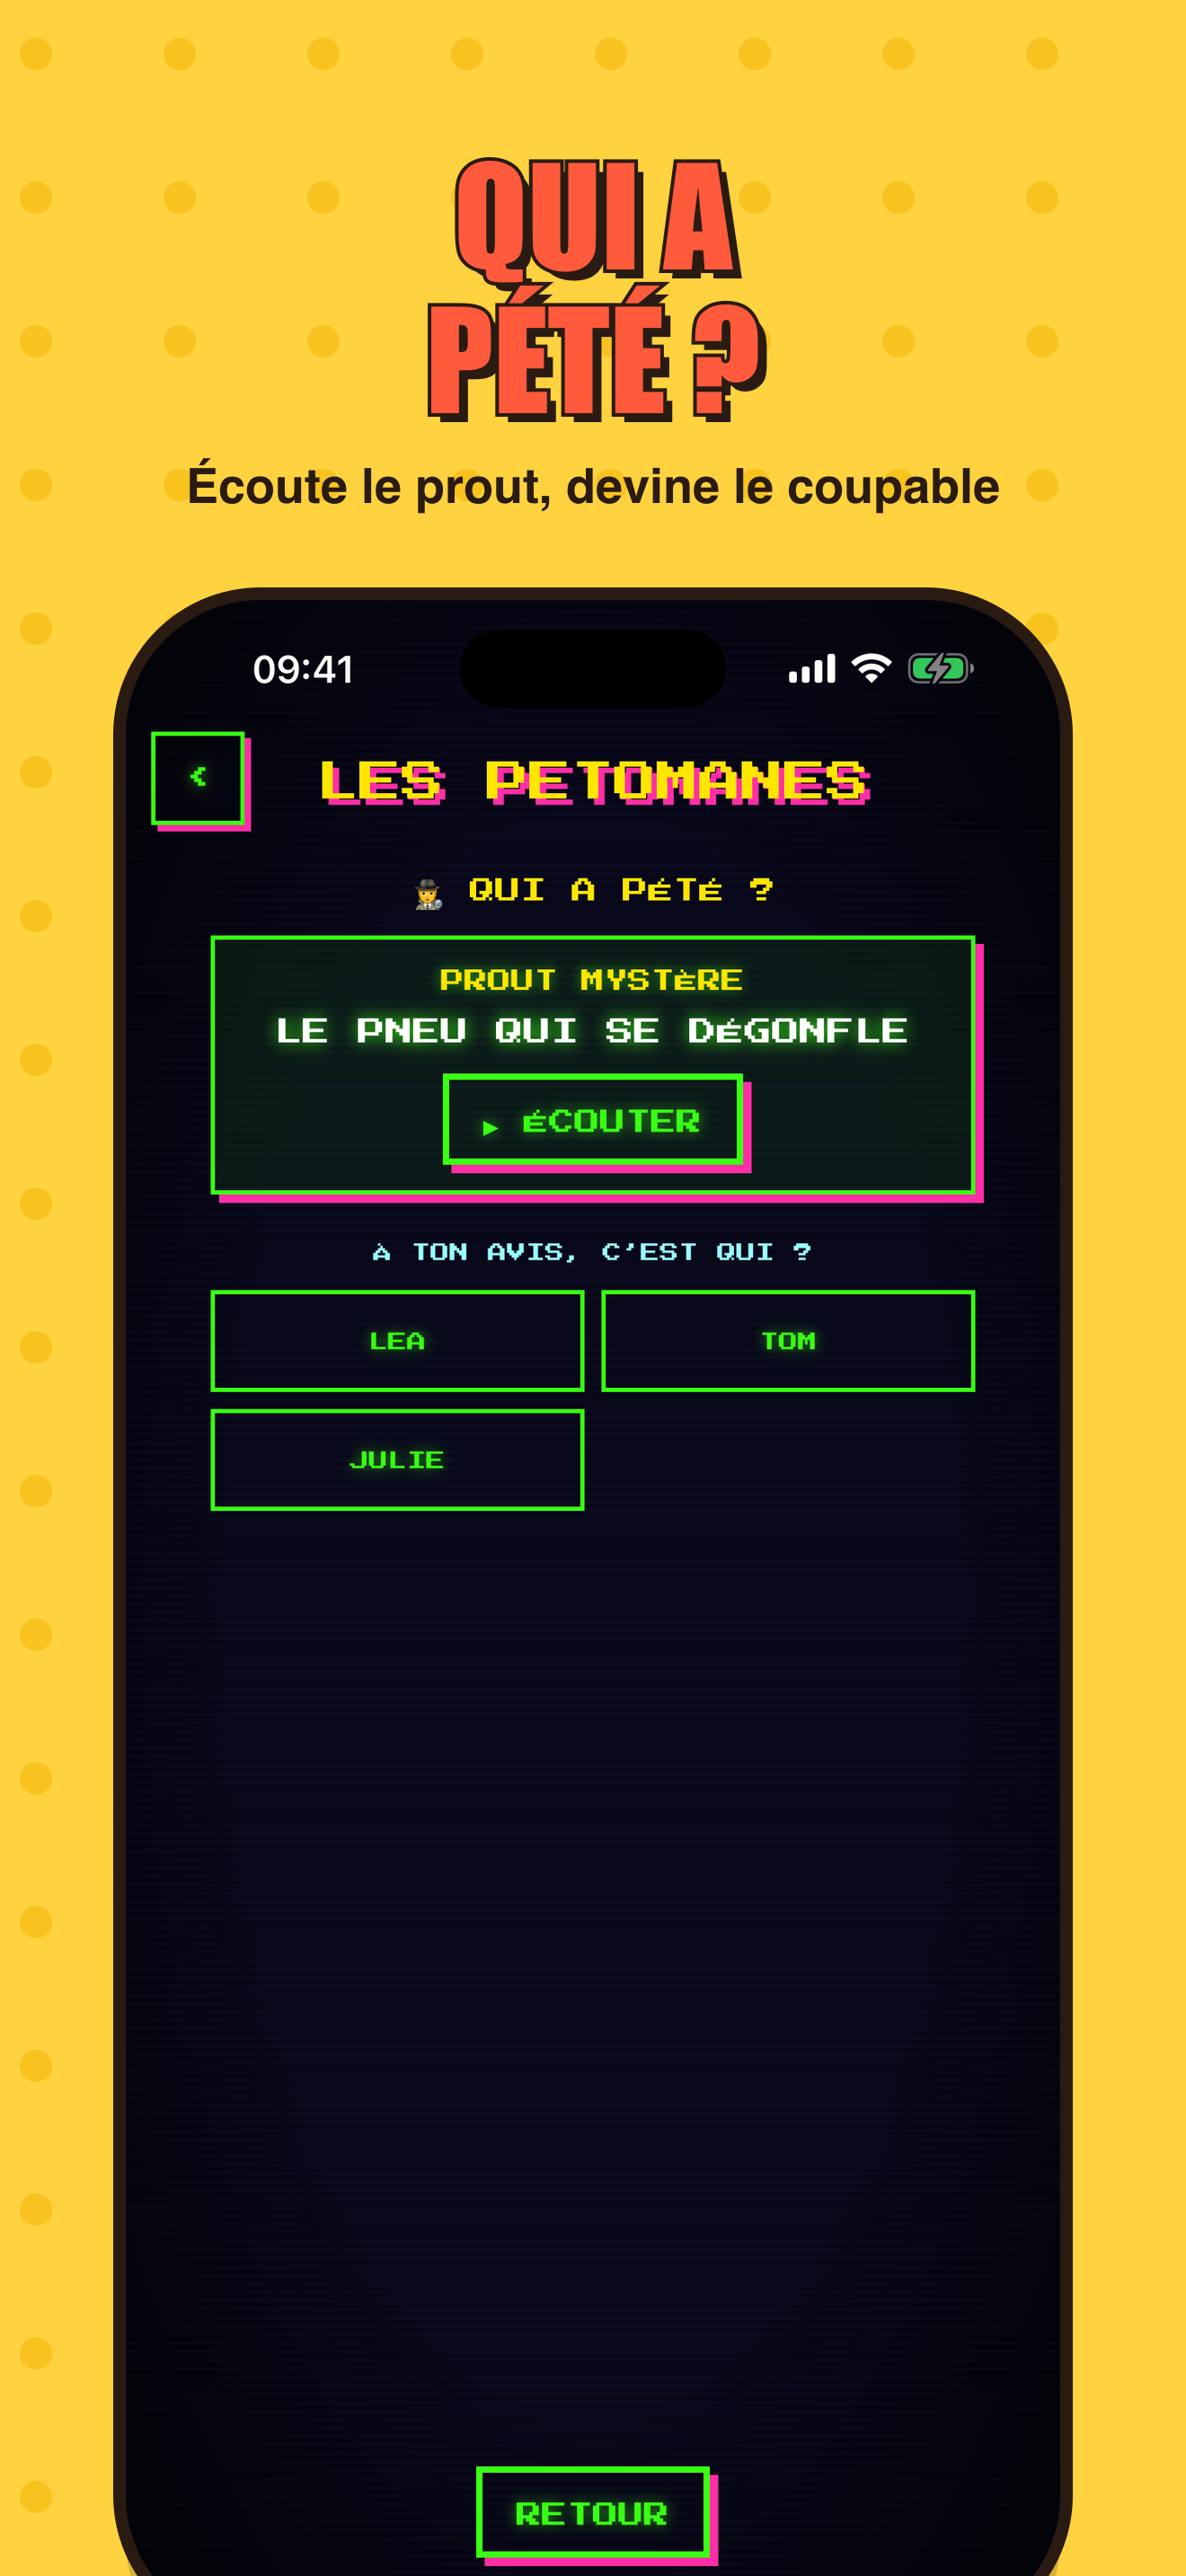 QUI A
PÉTÉ ?
Écoute le prout, devine le coupable
09:41
<
LES PETOMANES
QUI A PéTé ?
PROUT MYSTèRE
LE PNEU QUI SE DéGONFLE
▶ éCOUTER
à TON AVIS, C'EST QUI ?
LEA
TOM
JULIE
RETOUR